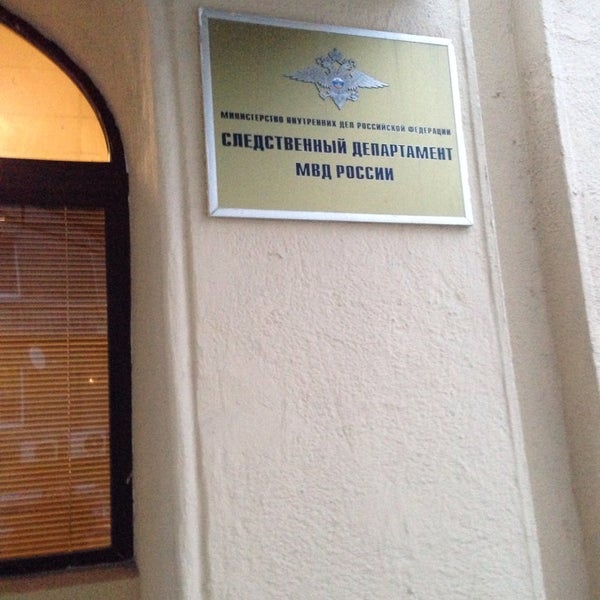 МИНИСТЕРСТВО ВНУТРЕННИХ ДЕЛ РОССИЙСКОЙ ФЕДЕРАЦИИ
СЛЕДСТВЕННЫЙ ДЕПАРТАМЕНТ
МВД РОССИИ